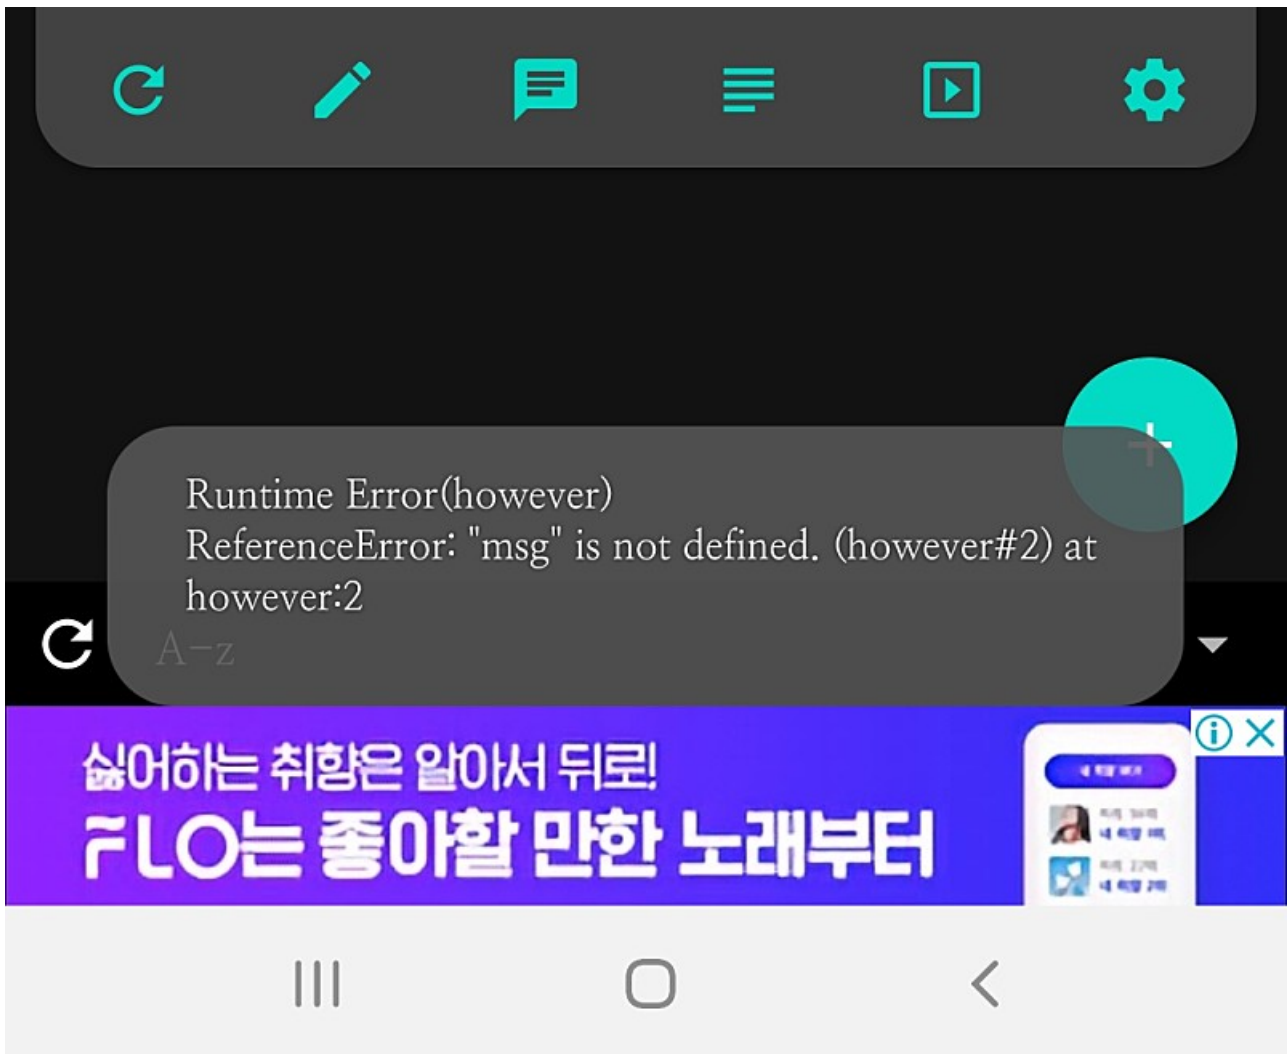 Runtime Error(however)
ReferenceError: "msg" is not defined. (however#2) at
however:2
A-z
싫어하는 취향은 알아서 뒤로!
FLO는 좋아할 만한 노래부터